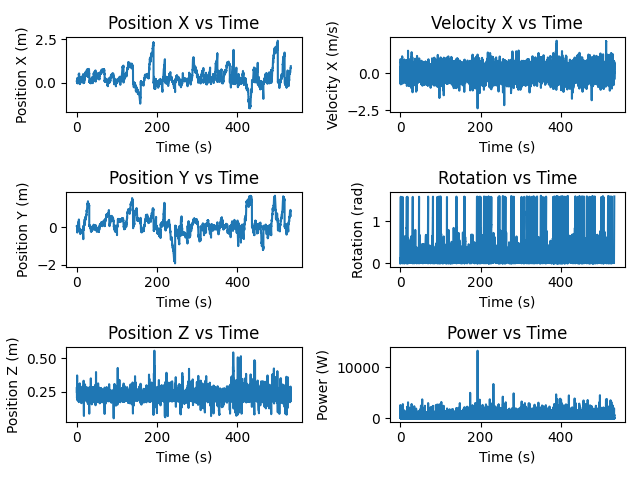 Position X vs Time
Position X (m)
2.5
0.0
0
200
400
Time (s)
Velocity X vs Time
Velocity X (m/s)
0.0
−2.5
0
200
400
Time (s)
Position Y vs Time
Position Y (m)
0
−2
0
200
400
Time (s)
Rotation vs Time
Rotation (rad)
1
0
0
200
400
Time (s)
Position Z vs Time
Position Z (m)
0.50
0.25
0
200
400
Time (s)
Power vs Time
Power (W)
10000
0
0
200
400
Time (s)